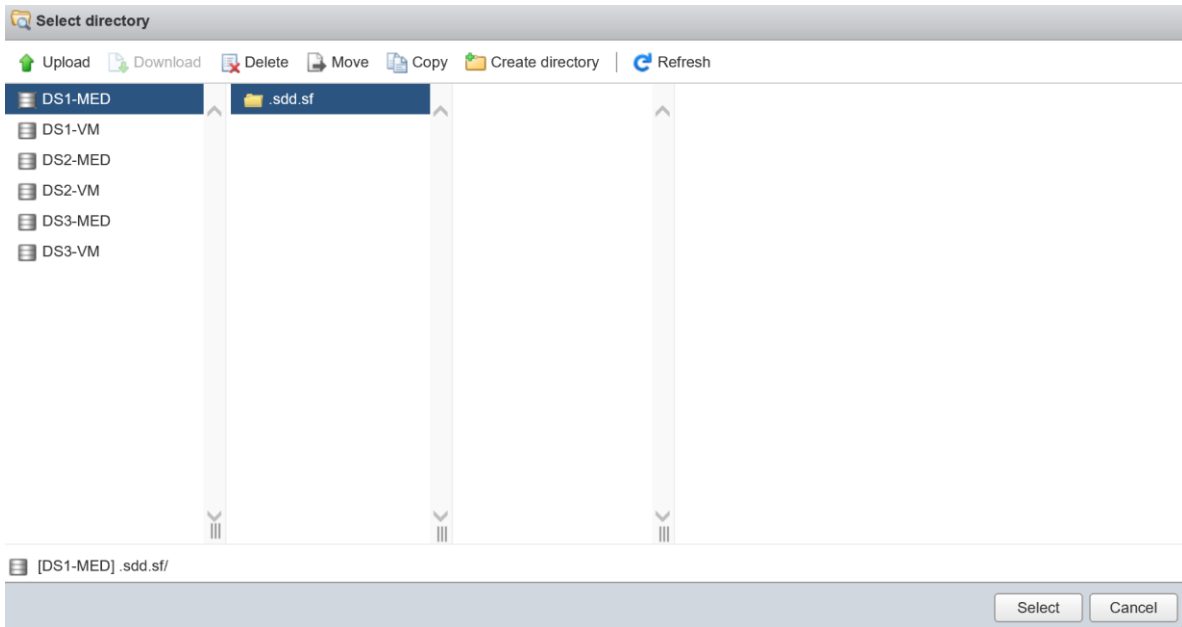 Select directory
Upload Download Delete Move Copy Create directory Refresh
DS1-MED .sdd.sf
DS1-VM
DS2-MED
DS2-VM
DS3-MED
DS3-VM
[DS1-MED] .sdd.sf/
Select Cancel